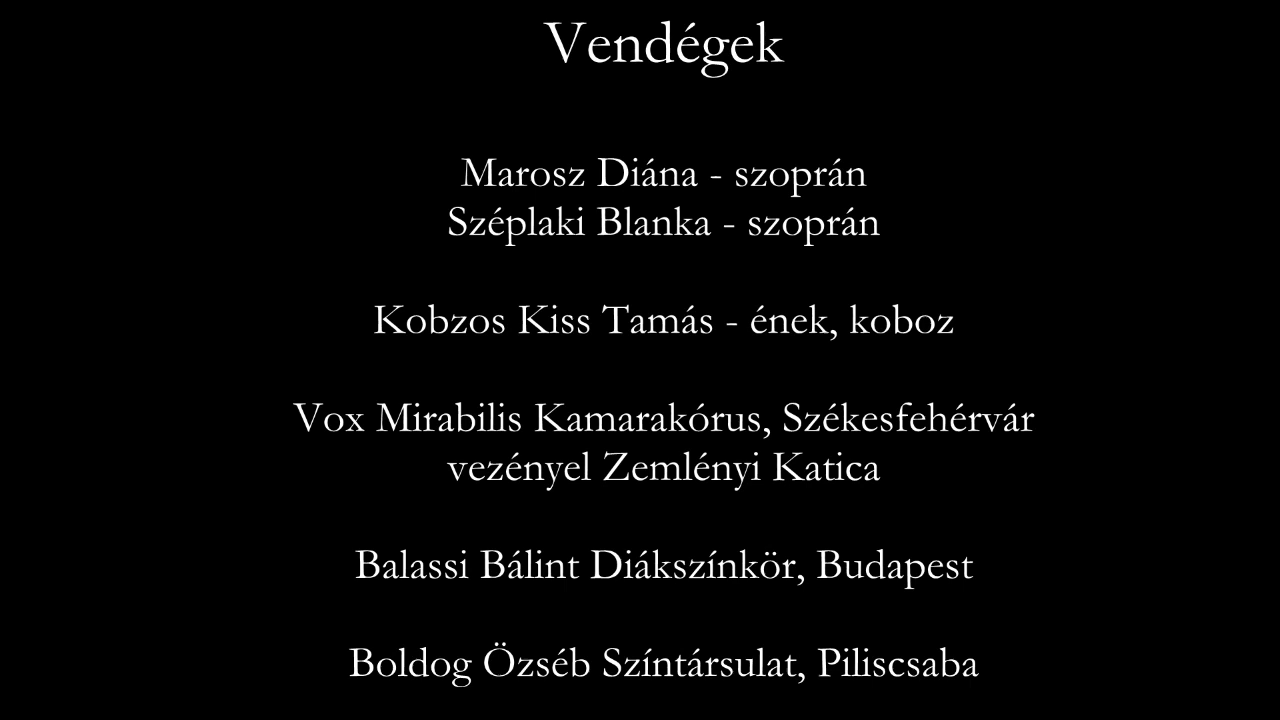 Vendégek
Marosz Diána - szoprán
Széplaki Blanka - szoprán
Kobzos Kiss Tamás - ének, koboz
Vox Mirabilis Kamarakórus, Székesfehérvár
vezényel Zemlényi Katica
Balassi Bálint Diákszínkör, Budapest
Boldog Özséb Színtársulat, Piliscsaba